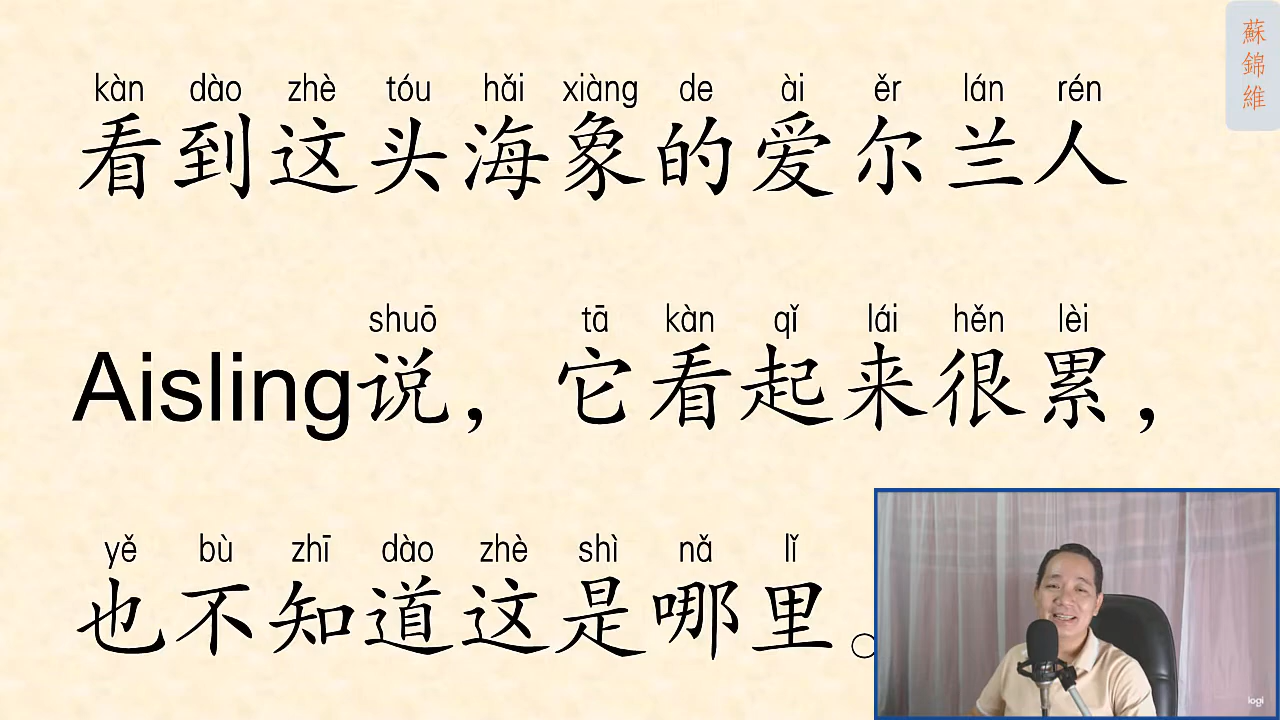 kàn dào zhè tóu hǎi xiàng de ài ěr lán rén
看到这头海象的爱尔兰人
shuō tā kàn qǐ lái hěn lèi
Aisling说，它看起来很累，
yě bù zhī dào zhè shì nǎ lǐ
也不知道这是哪里。
蘇錦維
logi